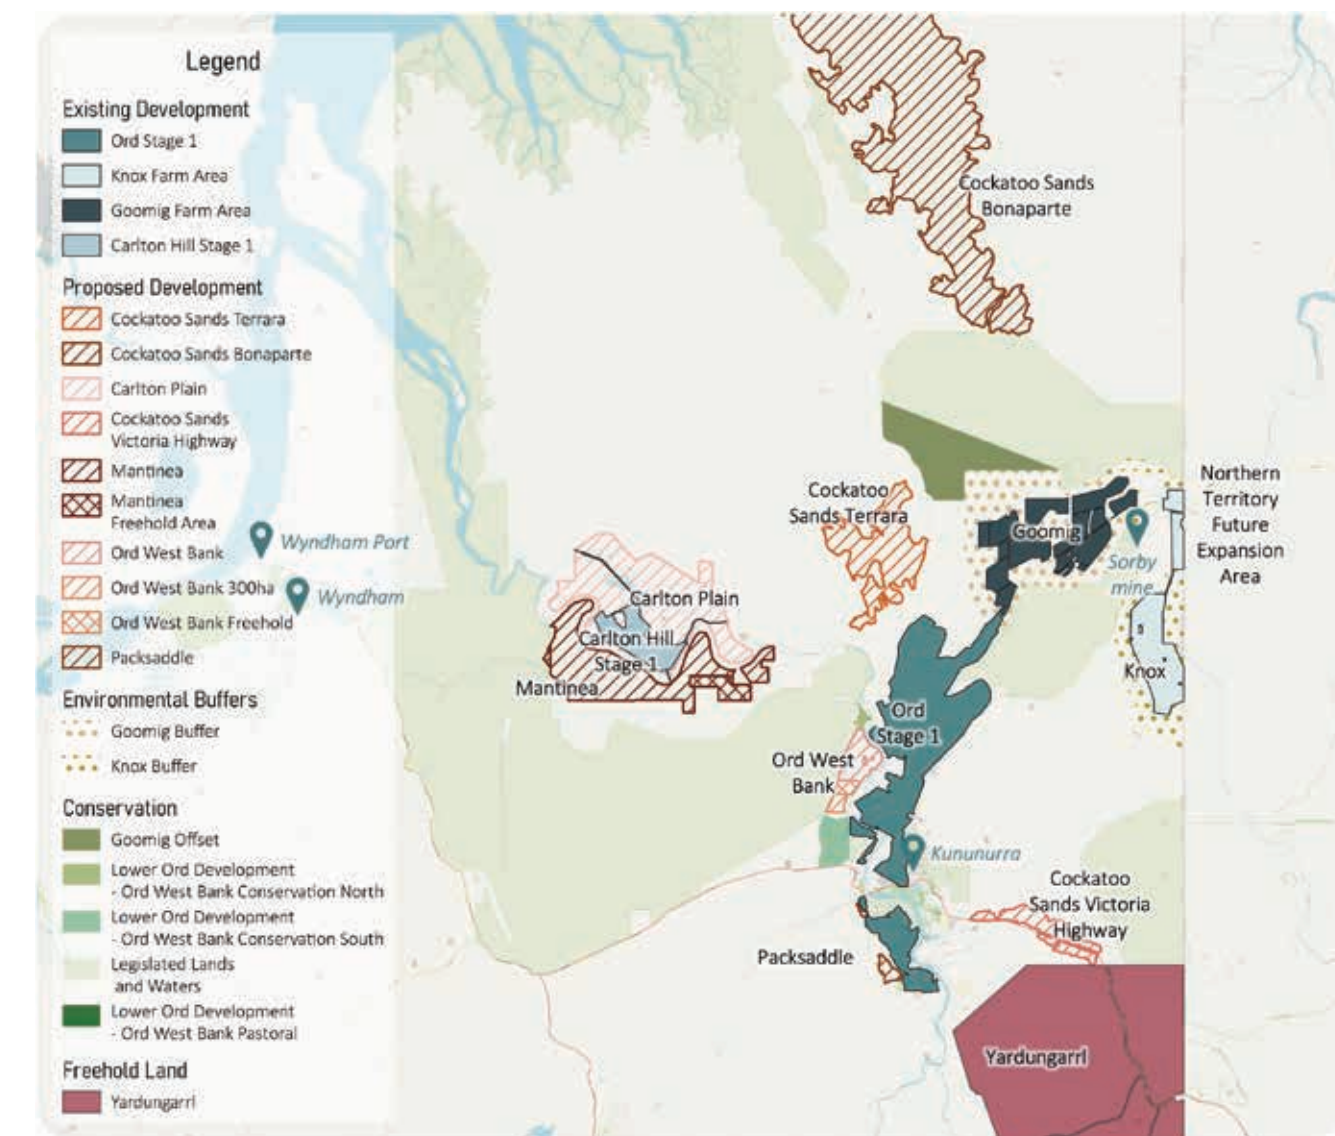 Legend
Existing Development
Ord Stage 1
Knox Farm Area
Goomig Farm Area
Carlton Hill Stage 1
Proposed Development
Cockatoo Sands Terrara
Cockatoo Sands Bonaparte
Carlton Plain
Cockatoo Sands
Victoria Highway
Mantinea
Mantinea
Freehold Area
Ord West Bank
Ord West Bank 300ha
Ord West Bank Freehold
Packsaddle
Environmental Buffers
Goomig Buffer
Knox Buffer
Conservation
Goomig Offset
Lower Ord Development
- Ord West Bank Conservation North
Lower Ord Development
- Ord West Bank Conservation South
Legislated Lands
and Waters
Lower Ord Development
- Ord West Bank Pastoral
Freehold Land
Yardungarrl
Cockatoo Sands
Bonaparte
Wyndham Port
Wyndham
Cockatoo
Sands Terrara
Goomig
Sorby
mine
Northern
Territory
Future
Expansion
Area
Carlton Plain
Carlton Hill
Stage 1
Mantinea
Knox
Ord
Stage 1
Ord West
Bank
Kununurra
Cockatoo
Sands Victoria
Highway
Packsaddle
Yardungarrl